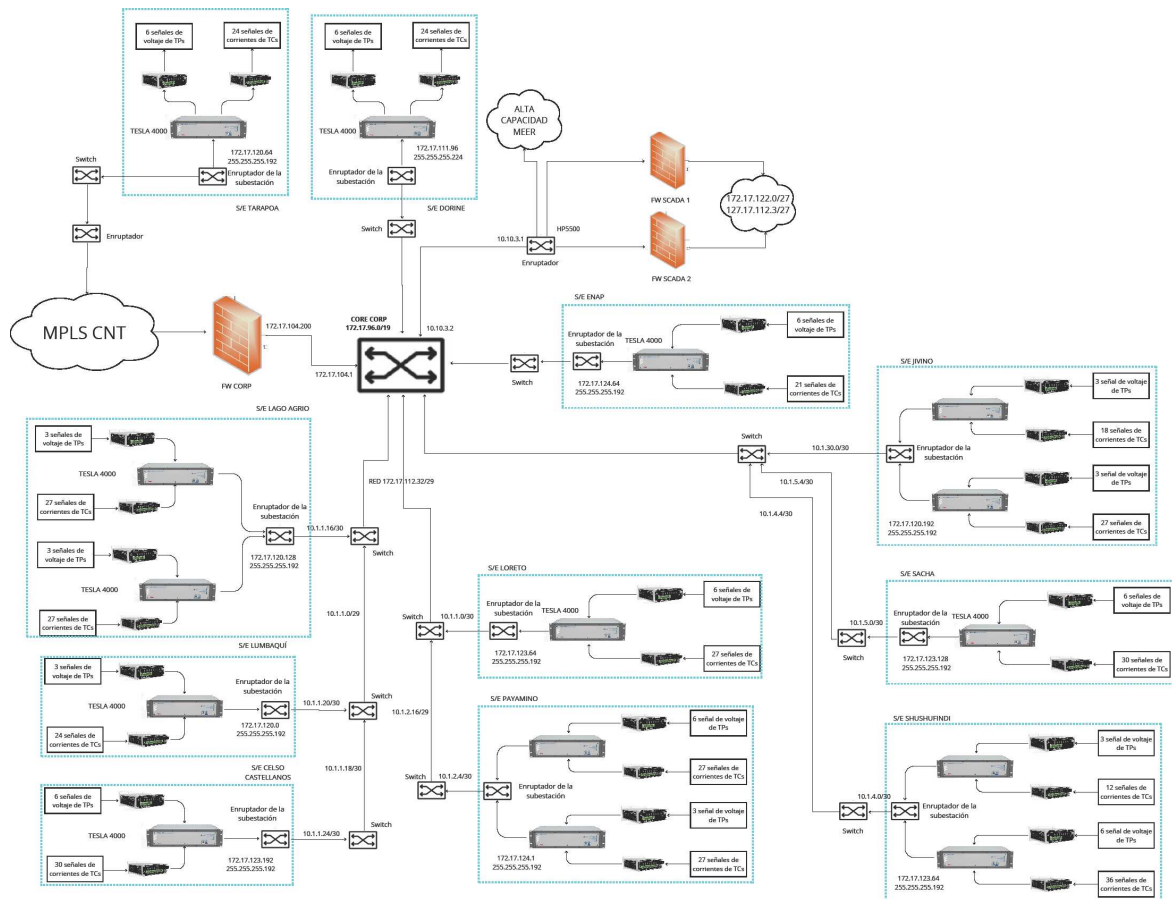 6 señales de
voltaje de TPs
24 señales de
corrientes de TCs
TESLA 4000
172.17.120.64
255.255.255.192
Enruptador de la
subestación
S/E TARAPOA
Switch
Enruptador
6 señales de
voltaje de TPs
24 señales de
corrientes de TCs
TESLA 4000
172.17.111.96
255.255.255.224
Enruptador de la
subestación
S/E DORINE
Switch
ALTA
CAPACIDAD
MEER
HP5500
10.10.3.1
Enruptador
FW SCADA 1
FW SCADA 2
172.17.122.0/27
127.17.112.3/27
MPLS CNT
172.17.104.200
FW CORP
172.17.104.1
CORE CORP
172.17.96.0/19
10.10.3.2
S/E ENAP
6 señales de
voltaje de TPs
Enruptador de la
subestación
TESLA 4000
Switch
172.17.124.64
255.255.255.192
21 señales de
corrientes de TCs
S/E JIVINO
3 señal de voltaje
de TPs
18 señales de
corrientes de TCs
Enruptador de la
subestación
3 señal de voltaje
de TPs
172.17.120.192
255.255.255.192
27 señales de
corrientes de TCs
Switch
10.1.30.0/30
10.1.5.4/30
10.1.4.4/30
S/E LAGO AGRIO
3 señales de
voltaje de TPs
TESLA 4000
27 señales de
corrientes de TCs
Enruptador de la
subestación
10.1.1.16/30
172.17.120.128
255.255.255.192
3 señales de
voltaje de TPs
TESLA 4000
27 señales de
corrientes de TCs
Switch
RED 172.17.112.32/29
10.1.1.0/29
S/E LUMBAQUÍ
3 señales de
voltaje de TPs
TESLA 4000
24 señales de
corrientes de TCs
Enruptador de la
subestación
172.17.120.0
255.255.255.192
10.1.1.20/30
Switch
10.1.1.18/30
S/E CELSO
CASTELLANOS
6 señales de
voltaje de TPs
TESLA 4000
30 señales de
corrientes de TCs
Enruptador de la
subestación
172.17.123.192
255.255.255.192
10.1.1.24/30
Switch
S/E LORETO
6 señales de
voltaje de TPs
Enruptador de la
subestación
TESLA 4000
Switch
10.1.1.0/30
172.17.123.64
255.255.255.192
27 señales de
corrientes de TCs
10.1.2.16/29
S/E PAYAMINO
6 señal de voltaje
de TPs
27 señales de
corrientes de TCs
Switch
10.1.2.4/30
Enruptador de la
subestación
3 señal de voltaje
de TPs
172.17.124.1
255.255.255.192
27 señales de
corrientes de TCs
S/E SACHA
6 señales de
voltaje de TPs
Enruptador de la
subestación
TESLA 4000
10.1.5.0/30
Switch
172.17.123.128
255.255.255.192
30 señales de
corrientes de TCs
S/E SHUSHUFINDI
3 señal de voltaje
de TPs
12 señales de
corrientes de TCs
10.1.4.0/30
Switch
Enruptador de la
subestación
6 señal de voltaje
de TPs
172.17.123.64
255.255.255.192
36 señales de
corrientes de TCs